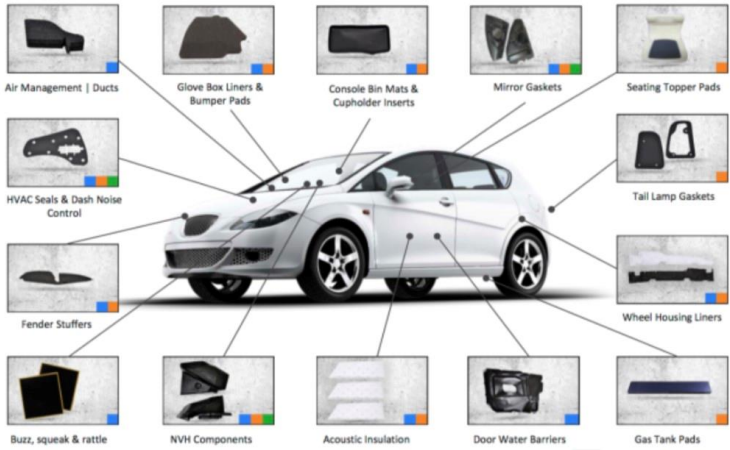 Air Management | Ducts
Glove Box Liners &
Bumper Pads
Console Bin Mats &
Cupholder Inserts
Mirror Gaskets
Seating Topper Pads
HVAC Seals & Dash Noise
Control
Tail Lamp Gaskets
Fender Stuffers
Wheel Housing Liners
Buzz, squeak & rattle
NVH Components
Acoustic Insulation
Door Water Barriers
Gas Tank Pads